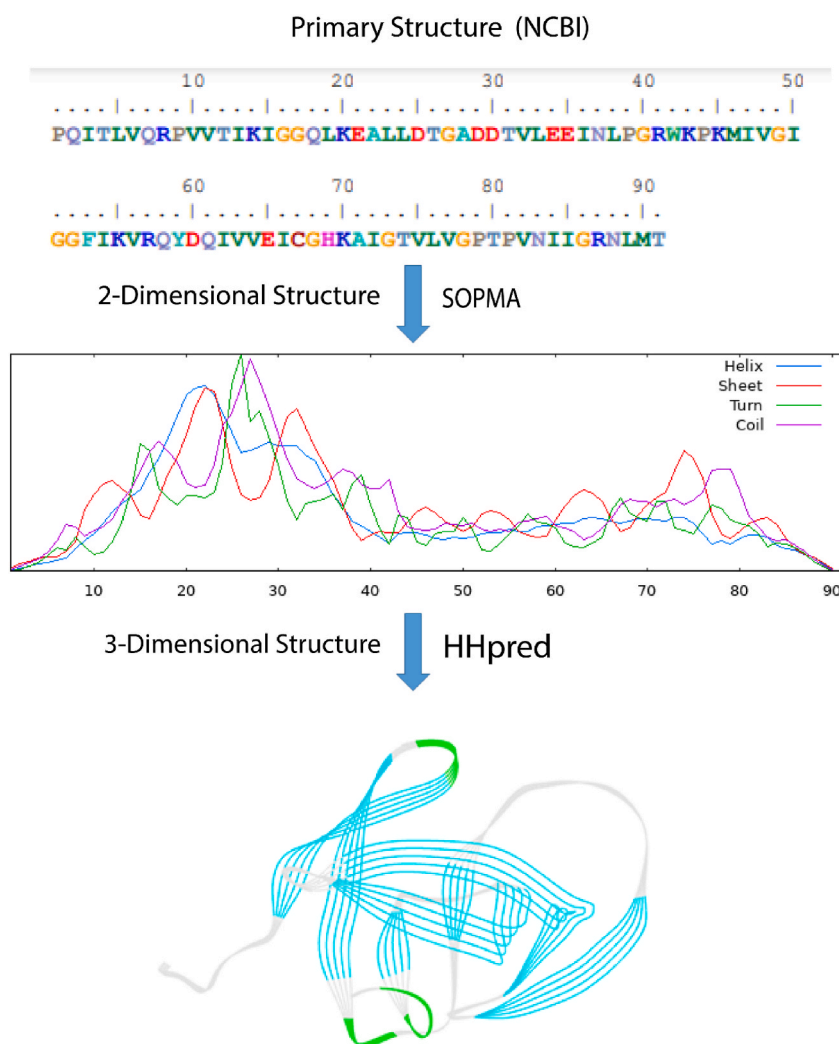 Primary Structure (NCBI)
10 20 30 40 50
. . . . | . . . . | . . . . | . . . . | . . . . | . . . . | . . . . | . . . . | . . . . | . . . . |
PQITLVQRPVVTIKIGGQLKEALLDTGADDTVLEEINLPGRWKPKMIVGI
60 70 80 90
. . . . | . . . . | . . . . | . . . . | . . . . | . . . . | . . . . | . . . . | .
GGFIKVRQYDQIVVEICGHKAIGTVLVGPTPVNIIGRNLMT
2-Dimensional Structure SOPMA
Helix
Sheet
Turn
Coil
10 20 30 40 50 60 70 80 90
3-Dimensional Structure HHpred